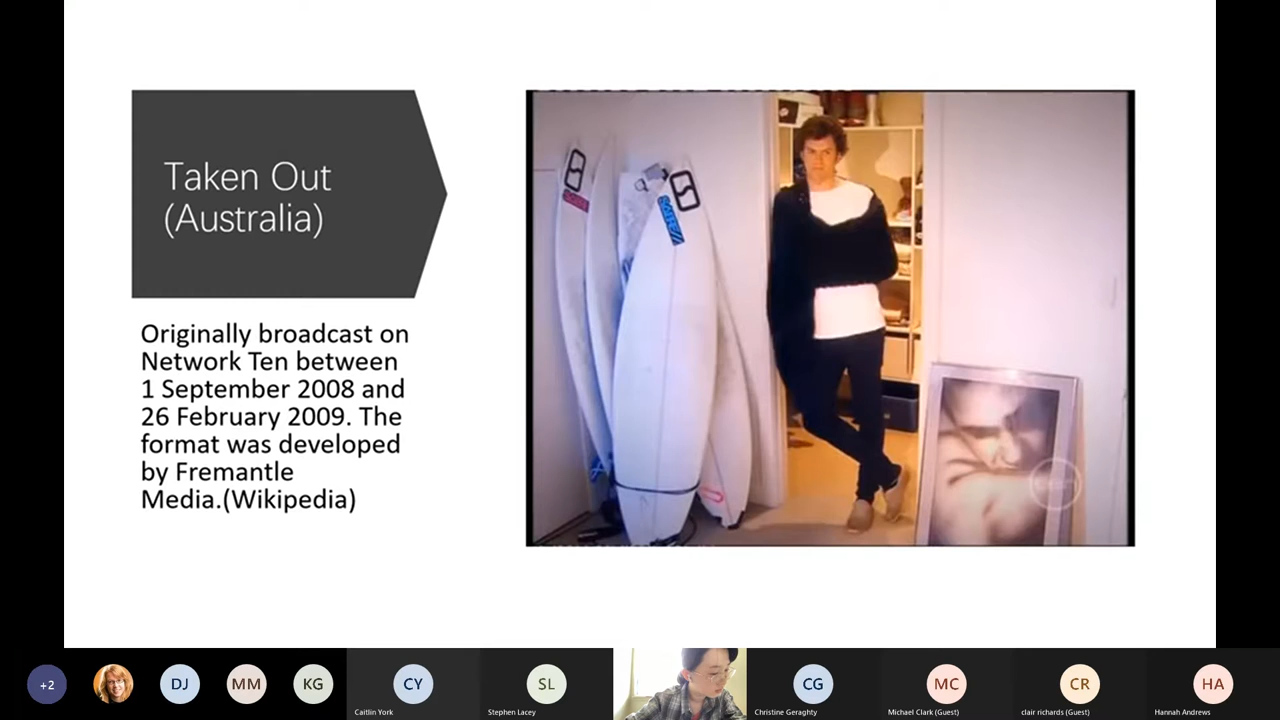 Taken Out
(Australia)
Originally broadcast on
Network Ten between
1 September 2008 and
26 February 2009. The
format was developed
by Fremantle
Media.(Wikipedia)
+2
DJ
MM
KG
CY
Caitlin York
SL
Stephen Lacey
CG
Christine Geraghty
MC
Michael Clark (Guest)
CR
clair richards (Guest)
HA
Hannah Andrews